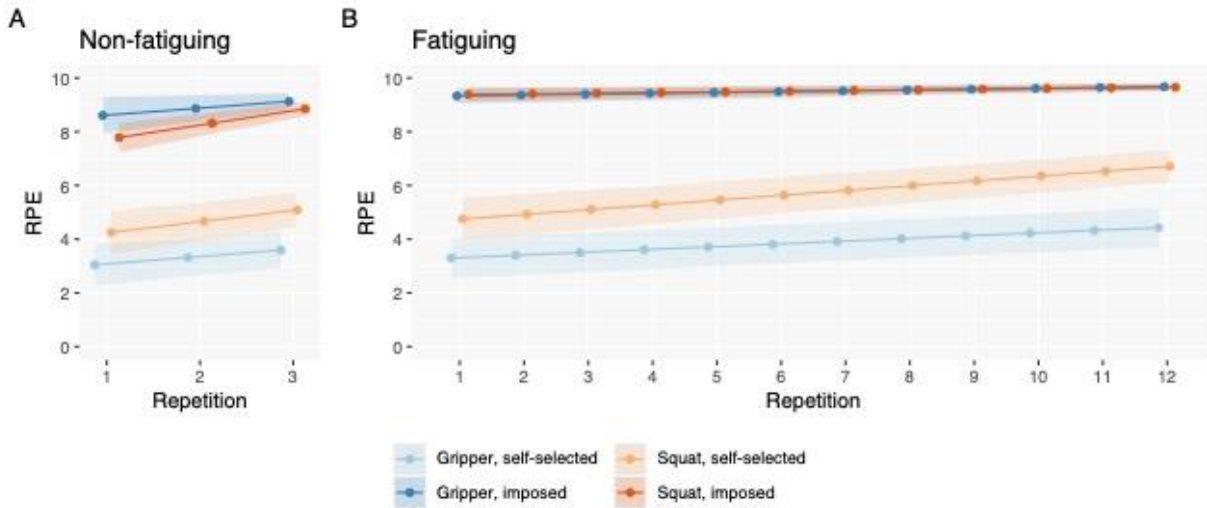 A
Non-fatiguing
10
8
6
4
2
0
RPE
1 2 3
Repetition
B
Fatiguing
10
8
6
4
2
0
RPE
1 2 3 4 5 6 7 8 9 10 11 12
Repetition
Gripper, self-selected
Squat, self-selected
Gripper, imposed
Squat, imposed